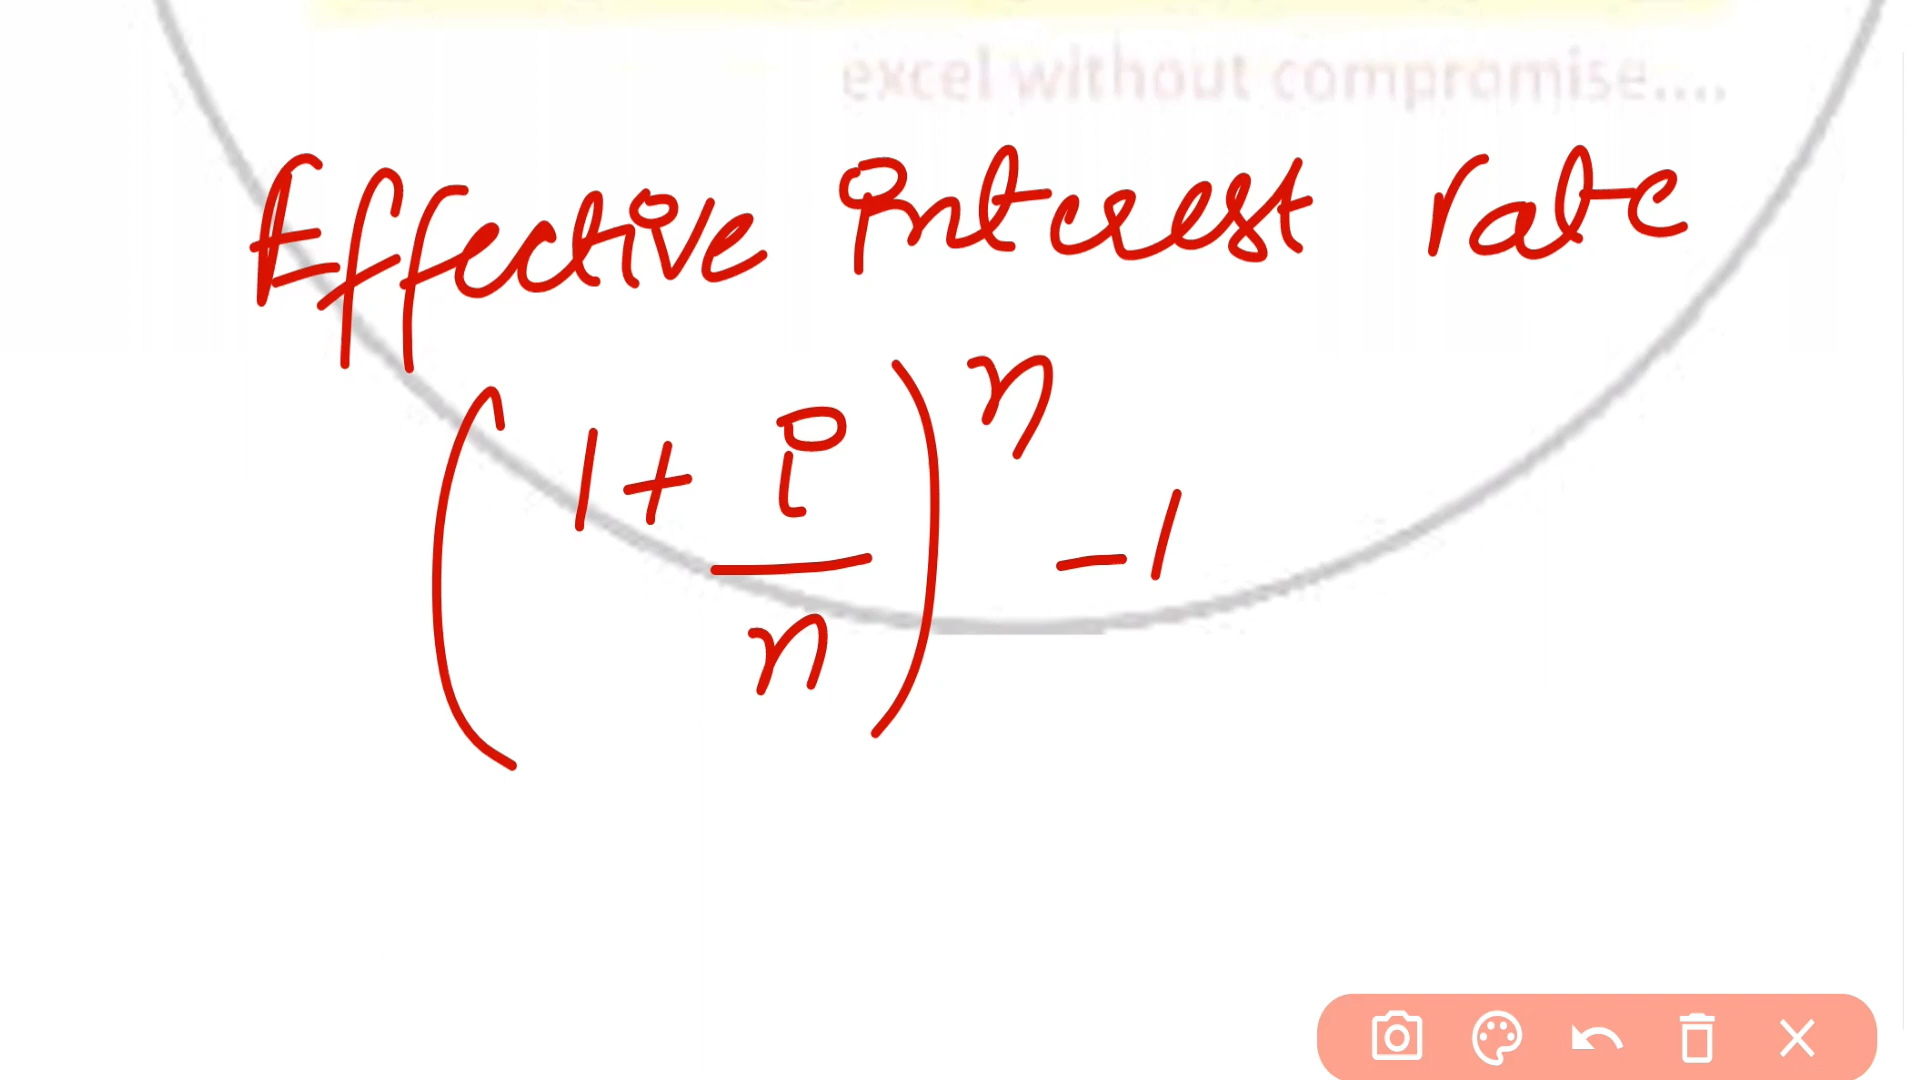 excel without compromise....
Effective interest rate
(1 + i/n)^n - 1